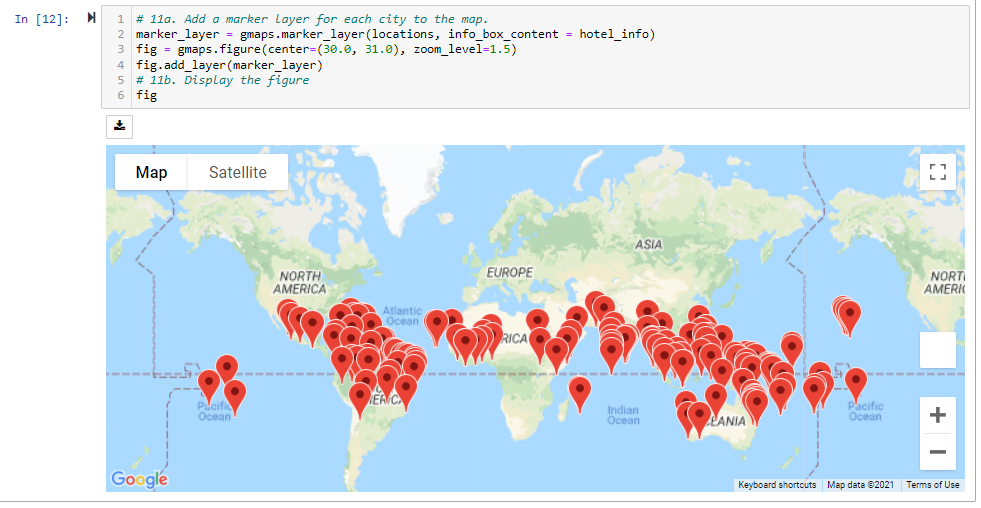 In [12]:
1 # 11a. Add a marker layer for each city to the map.
2 marker_layer = gmaps.marker_layer(locations, info_box_content = hotel_info)
3 fig = gmaps.figure(center=(30.0, 31.0), zoom_level=1.5)
4 fig.add_layer(marker_layer)
5 # 11b. Display the figure
6 fig
Map Satellite
ASIA
EUROPE
NORTH
AMERICA
NORT
AMERIC
Atlantic
Ocean
RICA
ERICA
Pacific
Ocean
Indian
Ocean
EANIA
Pacific
Ocean
+
−
Google
Keyboard shortcuts Map data ©2021 Terms of Use